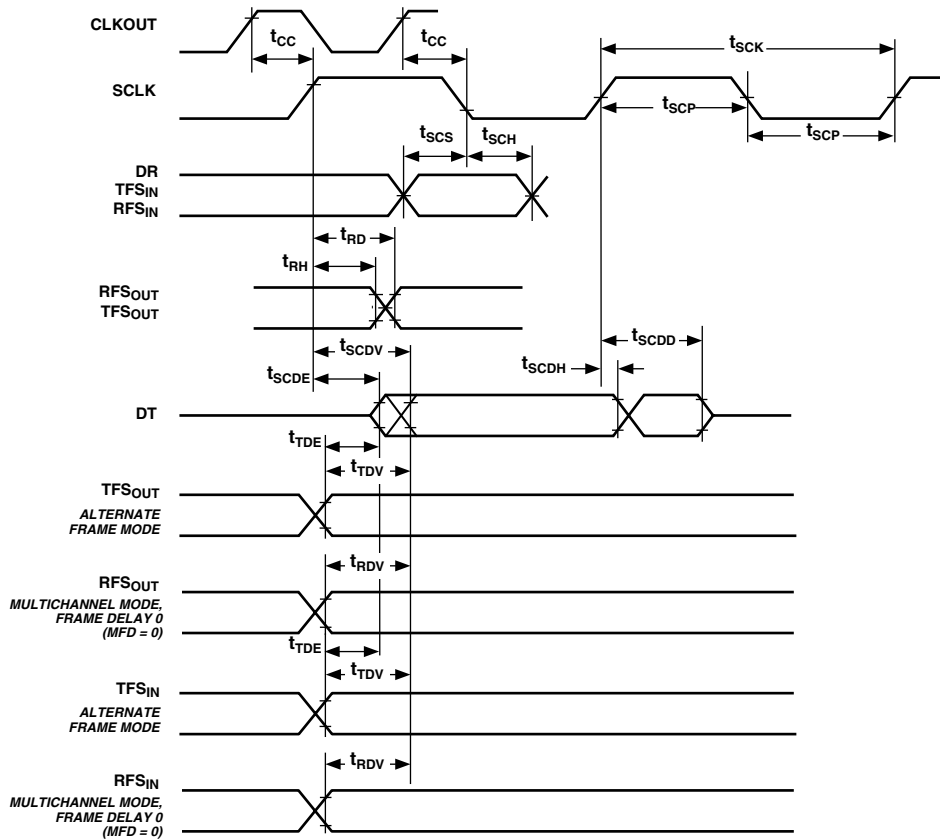 CLKOUT
tCC
tCC
tSCK
SCLK
tSCP
tSCP
tSCS
tSCH
DR
TFSIN
RFSIN
tRD
tRH
RFSOUT
TFSOUT
tSCDV
tSCDD
tSCDH
tSCDE
DT
tTDE
tTDV
TFSOUT
ALTERNATE
FRAME MODE
tRDV
RFSOUT
MULTICHANNEL MODE,
FRAME DELAY 0
(MFD = 0)
tTDE
tTDV
TFSIN
ALTERNATE
FRAME MODE
tRDV
RFSIN
MULTICHANNEL MODE,
FRAME DELAY 0
(MFD = 0)